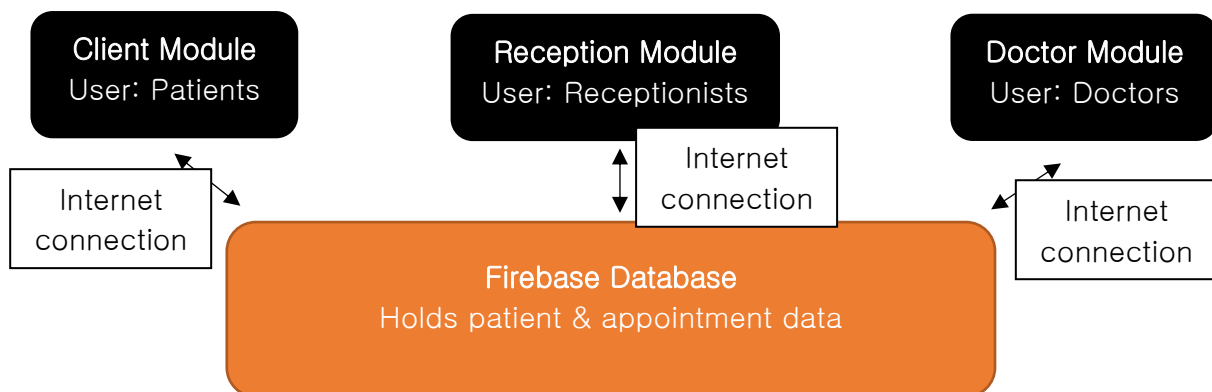 Client Module
User: Patients
Reception Module
User: Receptionists
Doctor Module
User: Doctors
Internet
connection
Internet
connection
Internet
connection
Firebase Database
Holds patient & appointment data